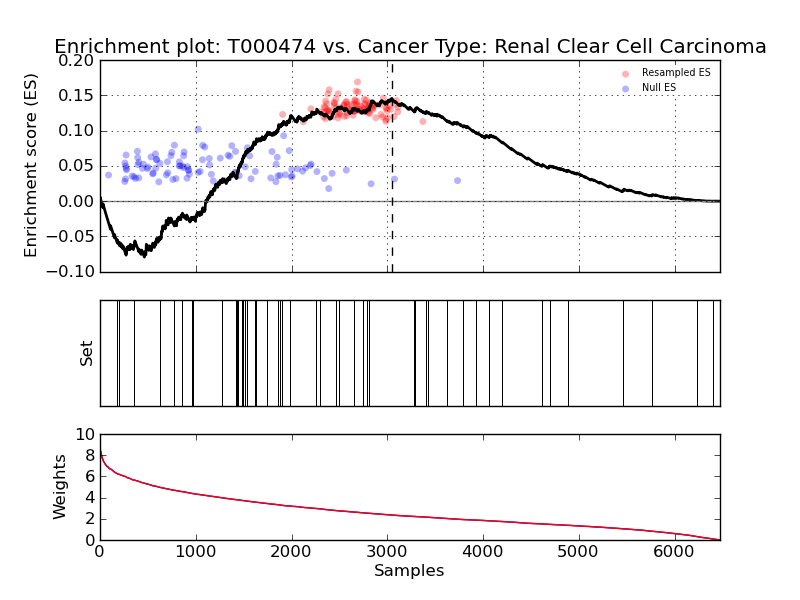 Enrichment plot: T000474 vs. Cancer Type: Renal Clear Cell Carcinoma
Enrichment score (ES)
0.20
0.15
0.10
0.05
0.00
−0.05
−0.10
Resampled ES
Null ES
Set
Weights
10
8
6
4
2
0
0 1000 2000 3000 4000 5000 6000
Samples